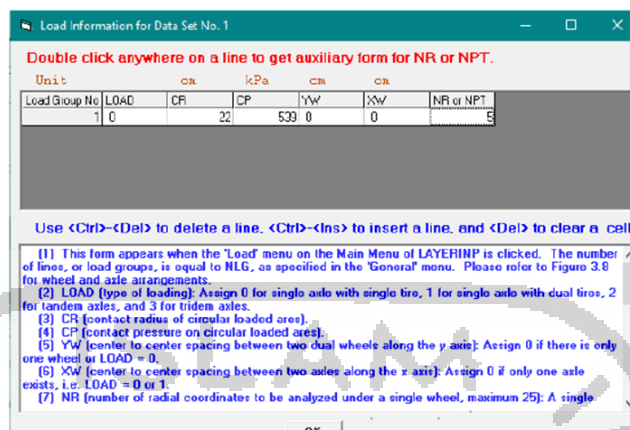 Load Information for Data Set No. 1
Double click anywhere on a line to get auxiliary form for NR or NPT.
Unit cm kPa cm cm
Load Group No LOAD CR CP YW XW NR or NPT
1 0 22 539 0 0 5
Use <Ctrl>-<Del> to delete a line, <Ctrl>-<Ins> to insert a line, and <Del> to clear a cell
(1) This form appears when the 'Load' menu on the Main Menu of LAYERINP is clicked. The number
of lines, or load groups, is equal to NLG, as specified in the 'General' menu. Please refer to Figure 3.8
for wheel and axle arrangements.
(2) LOAD (type of loading): Assign 0 for single axle with single tire, 1 for single axle with dual tires, 2
for tandem axles, and 3 for tridem axles.
(3) CR (contact radius of circular loaded area).
(4) CP (contact pressure on circular loaded area).
(5) YW (center to center spacing between two dual wheels along the y axis): Assign 0 if there is only
one wheel or LOAD = 0.
(6) XW (center to center spacing between two axles along the x axis): Assign 0 if only one axle
exists, i.e. LOAD = 0 or 1.
(7) NR (number of radial coordinates to be analyzed under a single wheel, maximum 25): A single
OK
SLAM